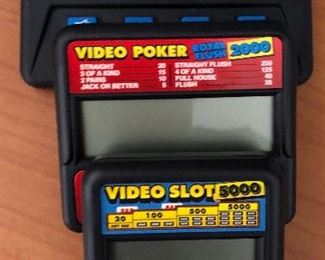 VIDEO POKER ROYAL FLUSH 2000
STRAIGHT 20 STRAIGHT FLUSH 250
3 OF A KIND 15 4 OF A KIND 125
2 PAIRS 10 FULL HOUSE 40
JACK OR BETTER 5 FLUSH 25
VIDEO SLOT 5000
20 100 500 5000